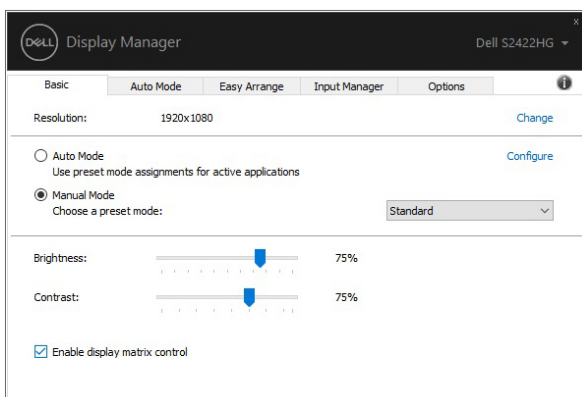 DELL Display Manager
Dell S2422HG
x
Basic Auto Mode Easy Arrange Input Manager Options i
Resolution: 1920x1080 Change
Auto Mode Configure
Use preset mode assignments for active applications
Manual Mode
Choose a preset mode: Standard
Brightness: 75%
Contrast: 75%
Enable display matrix control